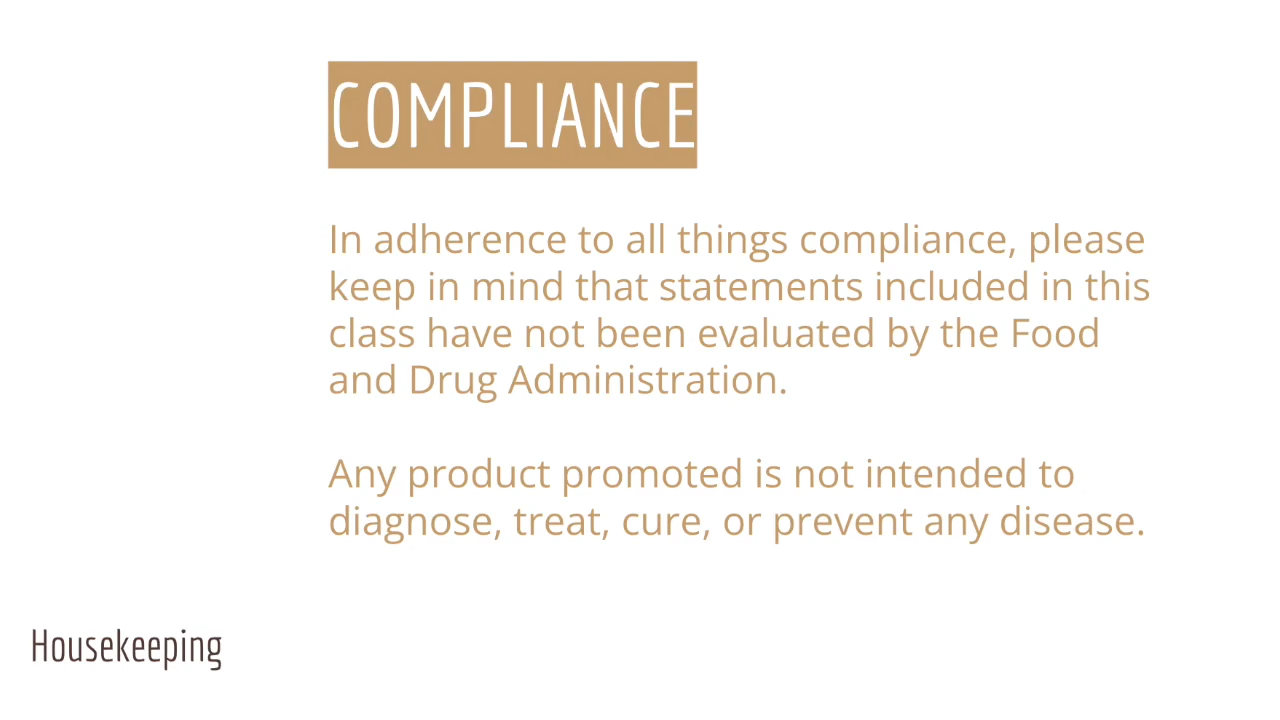 COMPLIANCE
In adherence to all things compliance, please
keep in mind that statements included in this
class have not been evaluated by the Food
and Drug Administration.
Any product promoted is not intended to
diagnose, treat, cure, or prevent any disease.
Housekeeping